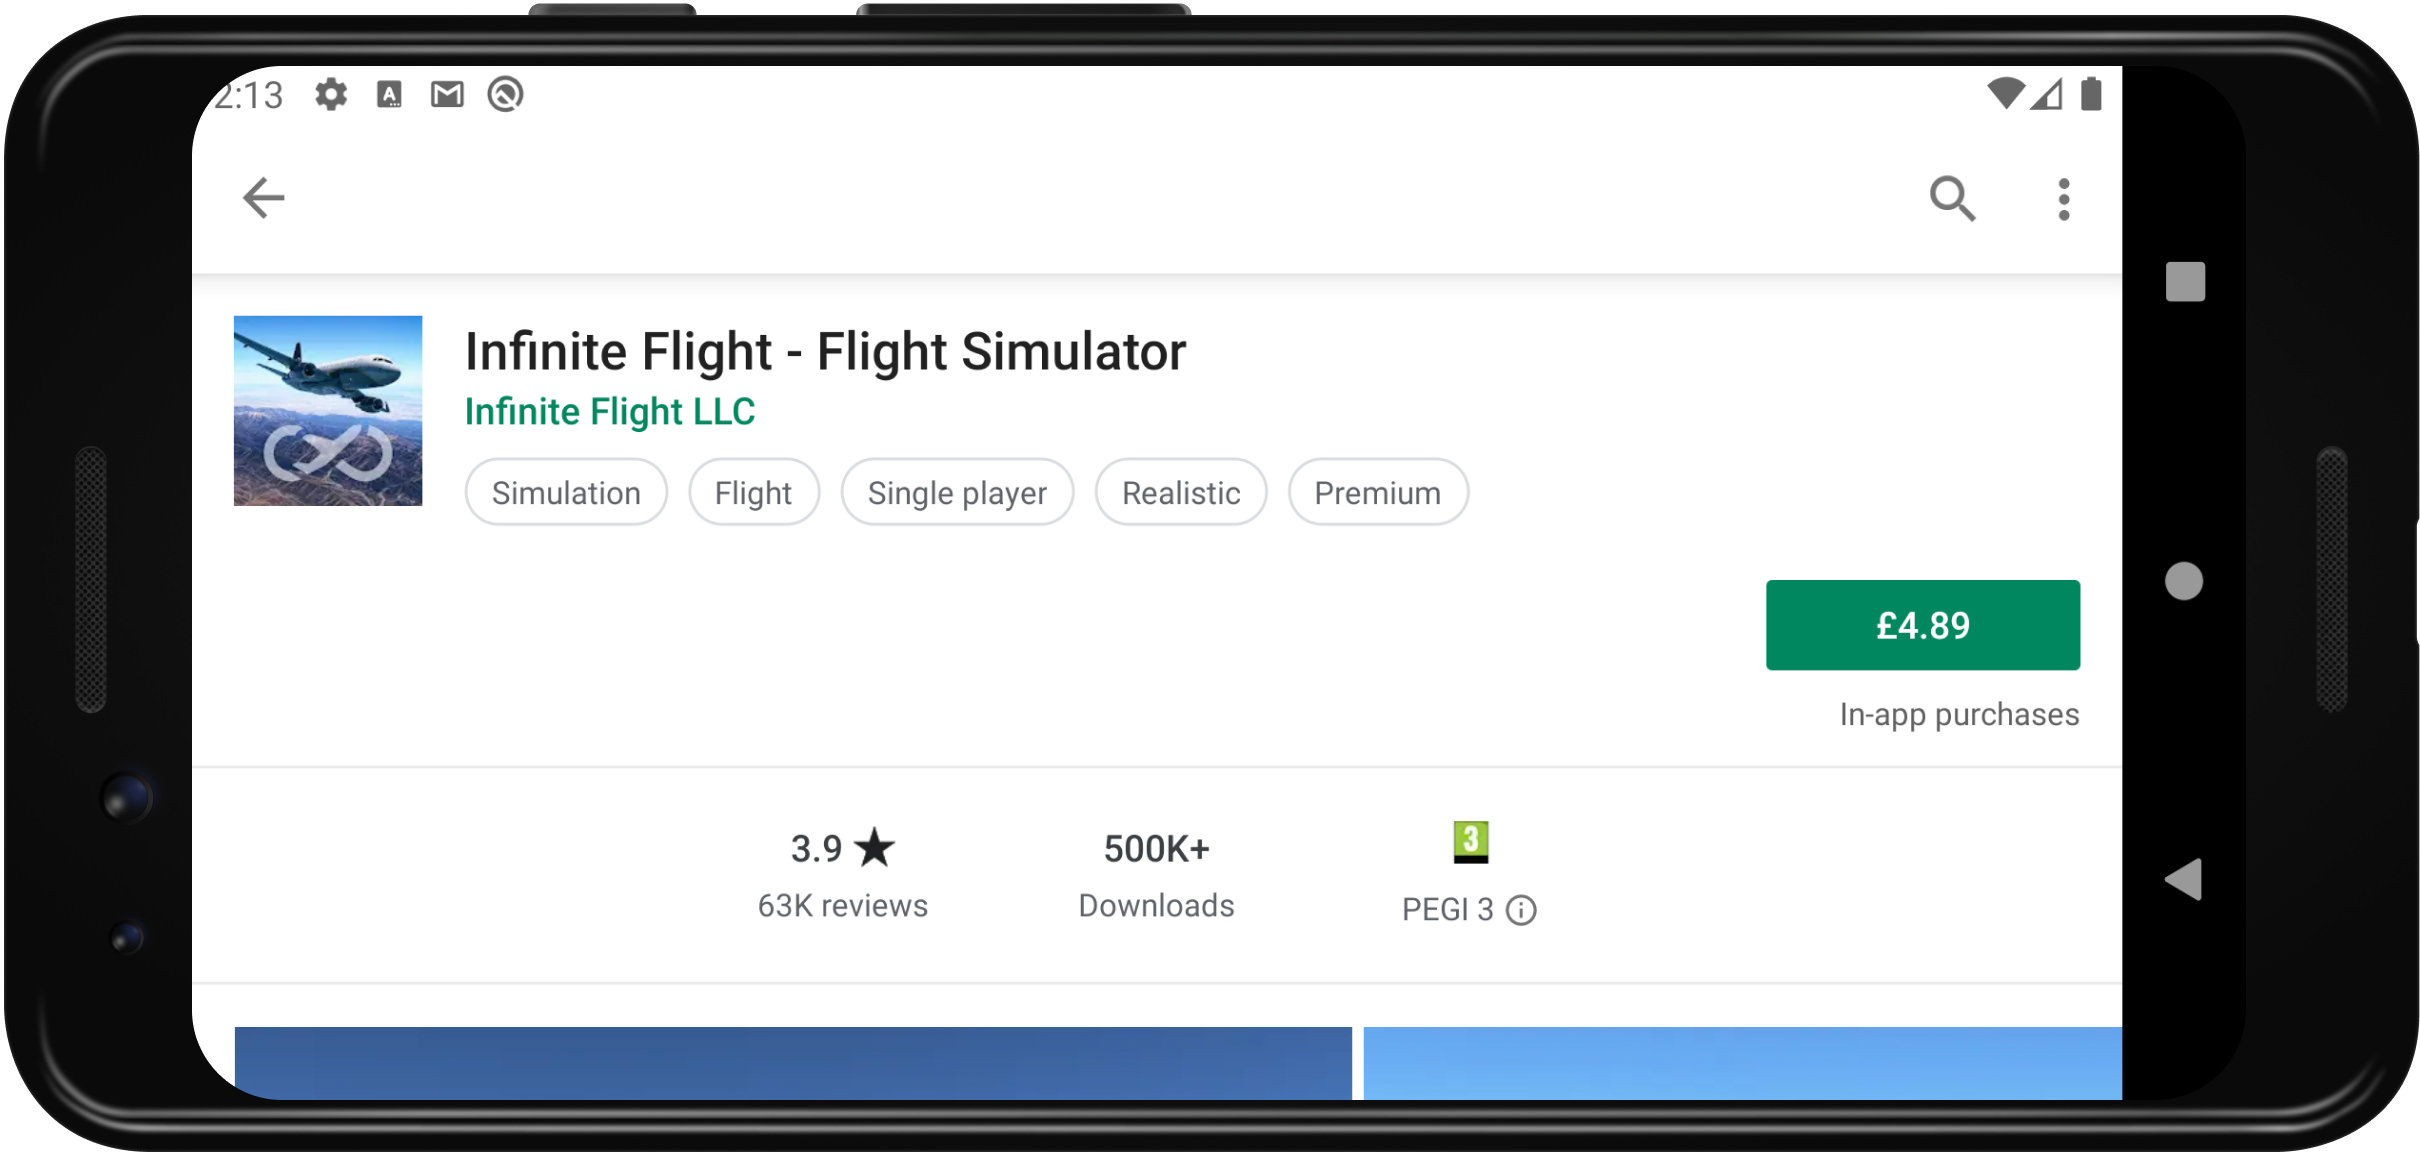 2:13
Infinite Flight - Flight Simulator
Infinite Flight LLC
Simulation Flight Single player Realistic Premium
£4.89
In-app purchases
3.9 ★ 500K+ 3
63K reviews Downloads PEGI 3